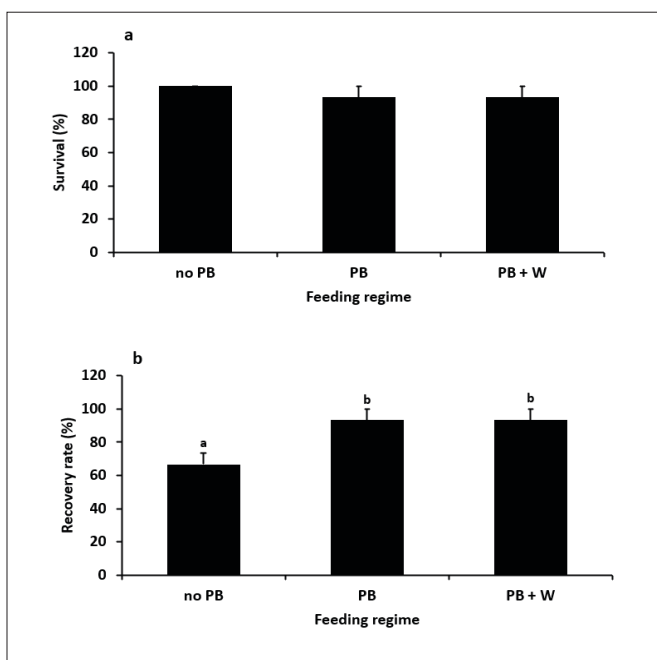 a
120
100
80
60
40
20
0
Survival (%)
no PB PB PB + W
Feeding regime
b
120
100
80
60
40
20
0
Recovery rate (%)
a b b
no PB PB PB + W
Feeding regime